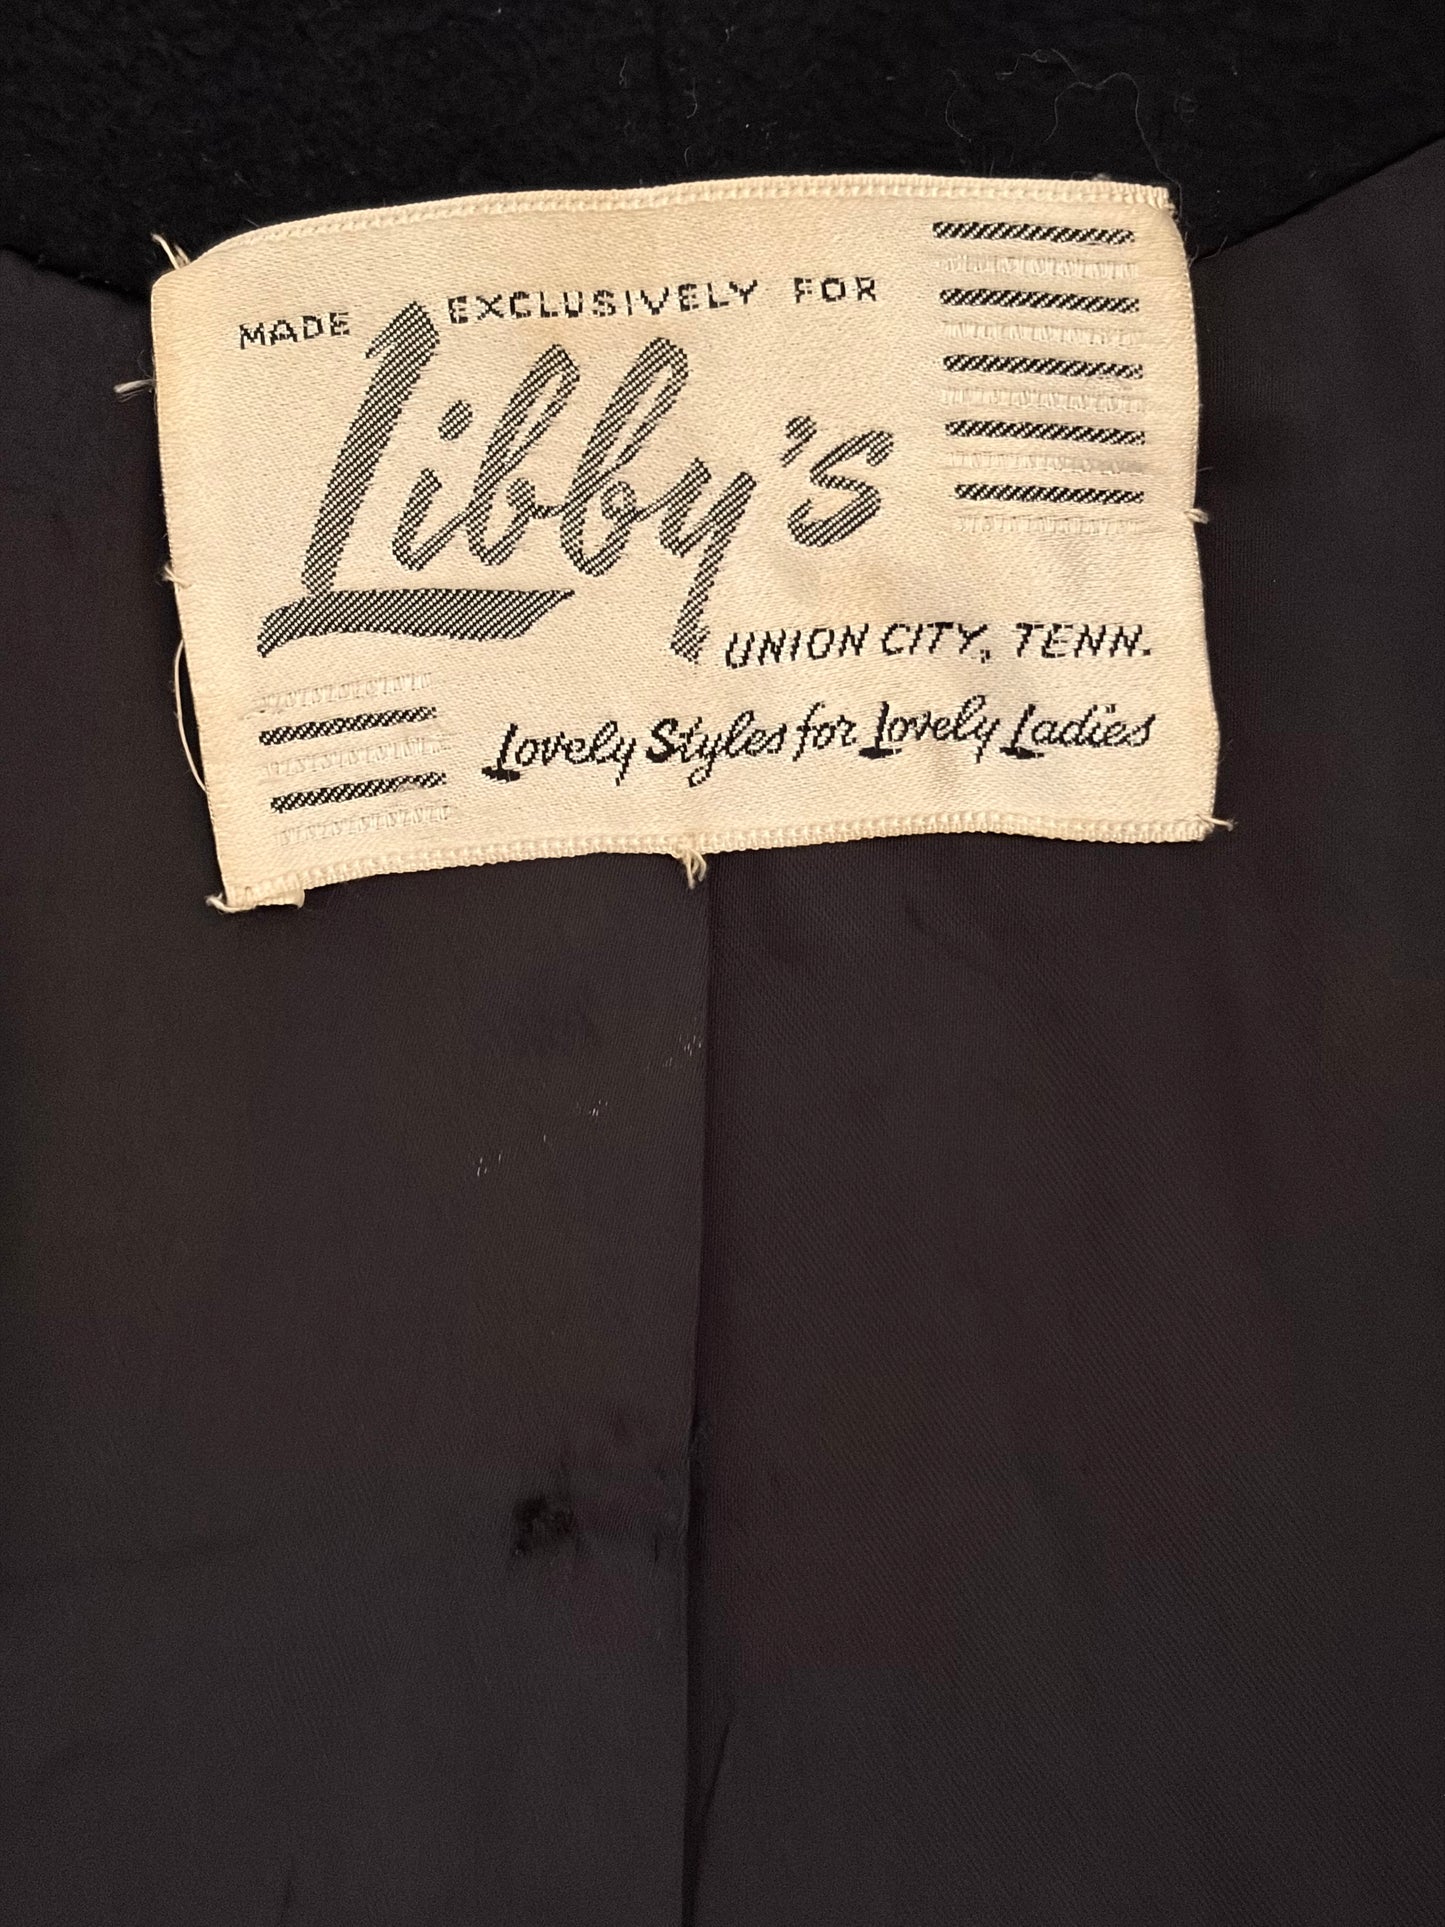 MADE EXCLUSIVELY FOR
Libby's
UNION CITY, TENN.
Lovely Styles for Lovely Ladies